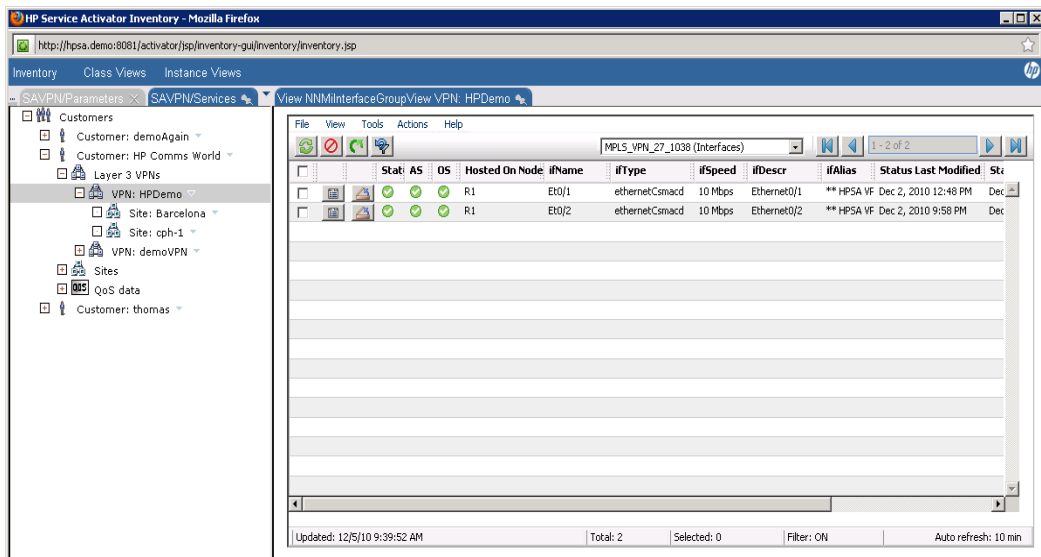 HP Service Activator Inventory - Mozilla Firefox
http://hpsa.demo:8081/activator/jsp/inventory-gui/inventory/inventory.jsp
Inventory Class Views Instance Views
hp
... SAVPN/Parameters SAVPN/Services View NNMiInterfaceGroupView VPN: HPDemo
Customers
Customer: demoAgain
Customer: HP Comms World
Layer 3 VPNs
VPN: HPDemo
Site: Barcelona
Site: cph-1
VPN: demoVPN
Sites
QOS QoS data
Customer: thomas
File View Tools Actions Help
MPLS_VPN_27_1038 (Interfaces) 1 - 2 of 2
Stat AS OS Hosted On Node ifName ifType ifSpeed ifDescr ifAlias Status Last Modified Sta
R1 Et0/1 ethernetCsmacd 10 Mbps Ethernet0/1 ** HPSA VF Dec 2, 2010 12:48 PM Dec
R1 Et0/2 ethernetCsmacd 10 Mbps Ethernet0/2 ** HPSA VF Dec 2, 2010 9:58 PM Dec
Updated: 12/5/10 9:39:52 AM Total: 2 Selected: 0 Filter: ON Auto refresh: 10 min